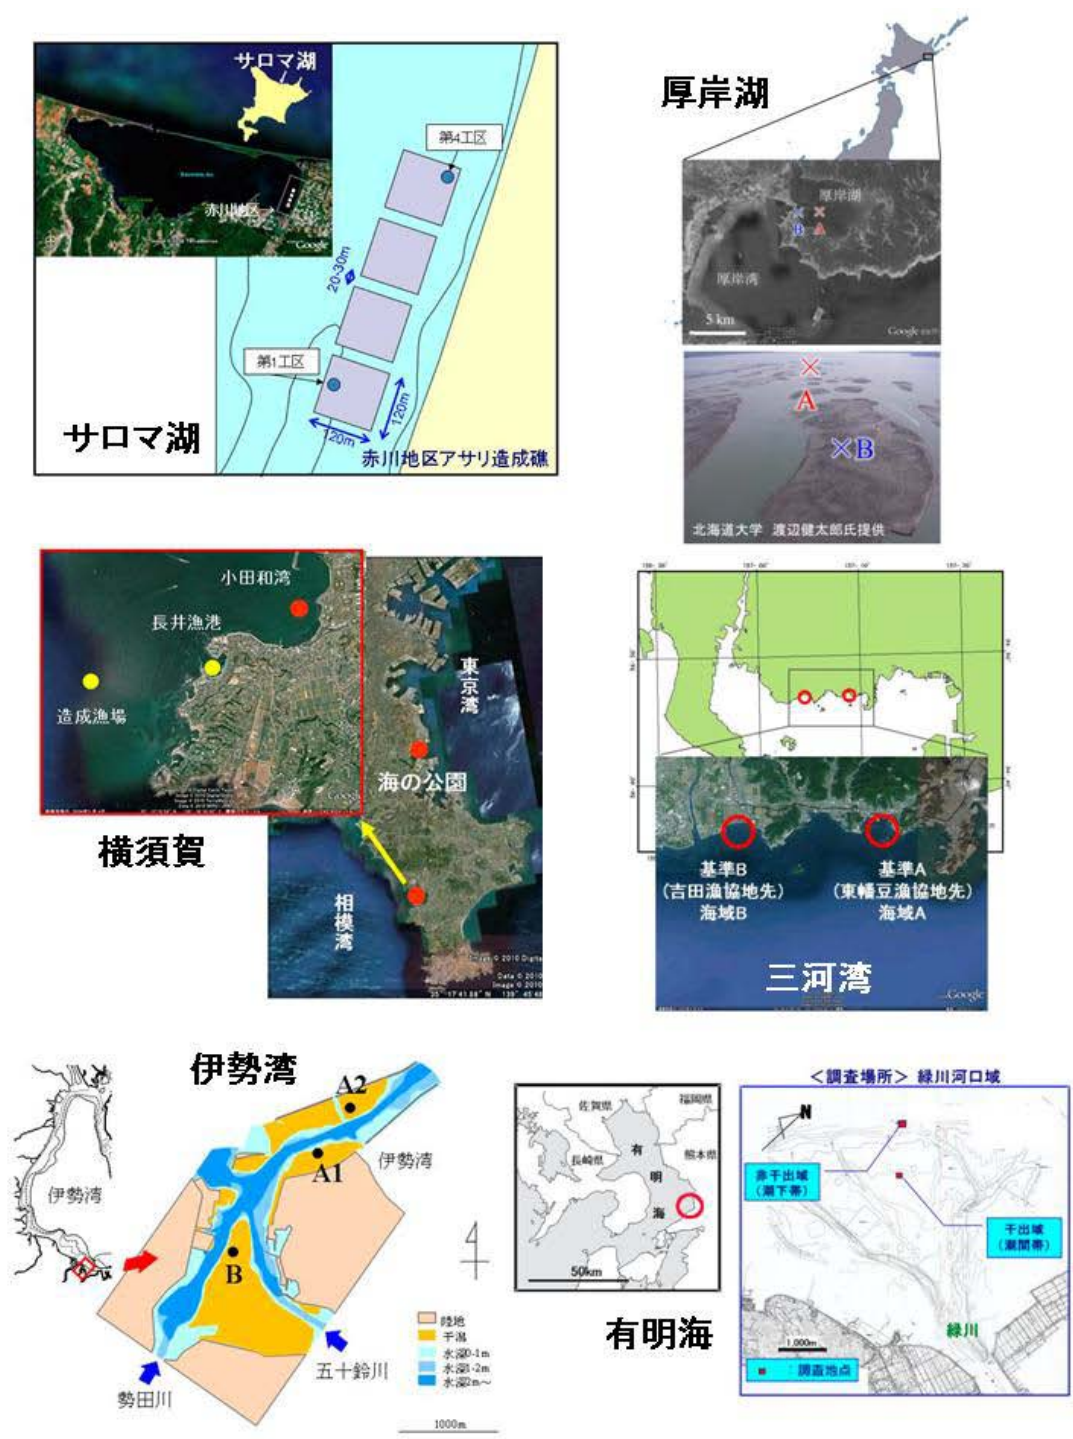 サロマ湖
赤川地区→
Google
第4工区
20-30m
第1工区
120m
120m
赤川地区アサリ造成礁
サロマ湖
厚岸湖
厚岸湖
B
A
厚岸湾
5 km
Google
A
B
北海道大学 渡辺健太郎氏提供
小田和湾
長井漁港
造成漁場
Google
東京湾
海の公園
相模湾
横須賀
基準B
(吉田漁協地先)
海域B
基準A
(東幡豆漁協地先)
海域A
三河湾
Google
伊勢湾
伊勢湾
A2
A1
伊勢湾
B
五十鈴川
勢田川
陸地
干潟
水深0-1m
水深1-2m
水深2m～
1000m
佐賀県
福岡県
長崎県
熊本県
有明海
50km
有明海
＜調査場所＞ 緑川河口域
N
非干出域
(潮下帯)
干出域
(潮間帯)
緑川
1,000m
調査地点